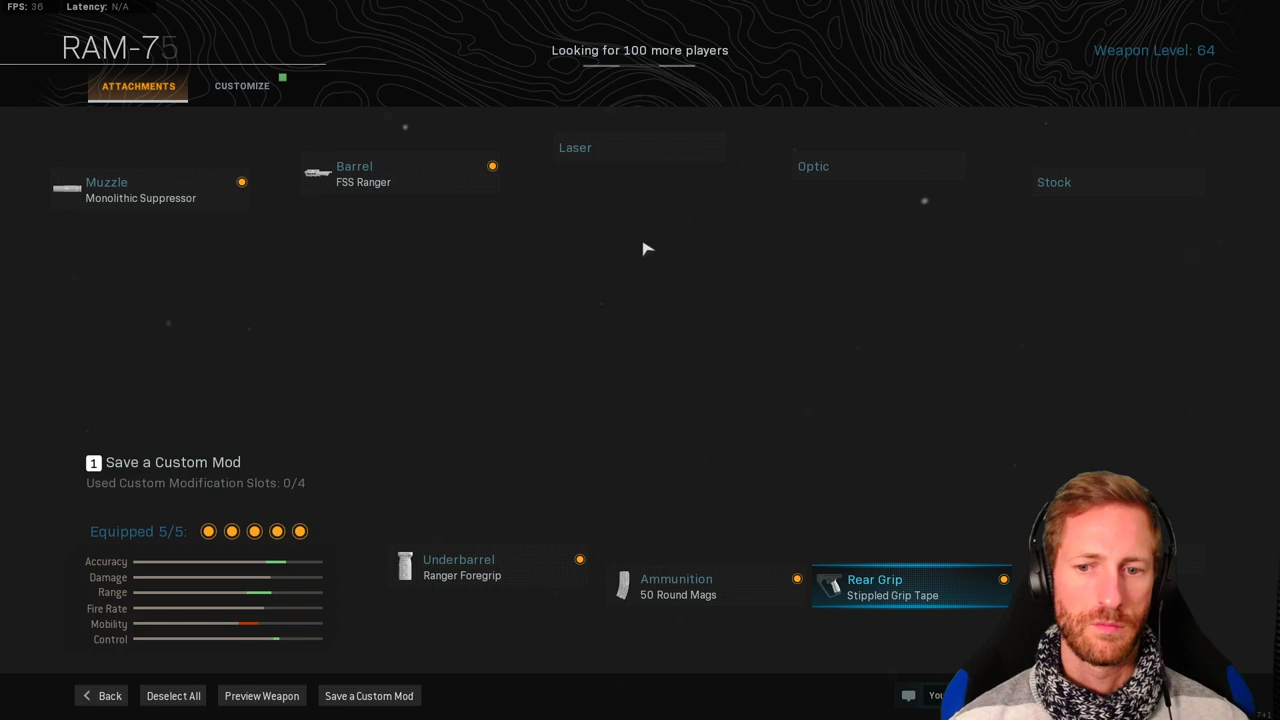 FPS: 36 Latency: N/A
RAM-75
Looking for 100 more players
Weapon Level: 64
ATTACHMENTS
CUSTOMIZE
Laser
Barrel
FSS Ranger
Optic
Muzzle
Monolithic Suppressor
Stock
1 Save a Custom Mod
Used Custom Modification Slots: 0/4
Equipped 5/5:
Accuracy
Damage
Range
Fire Rate
Mobility
Control
Underbarrel
Ranger Foregrip
Ammunition
50 Round Mags
Rear Grip
Stippled Grip Tape
Back
Deselect All
Preview Weapon
Save a Custom Mod
You
7+1